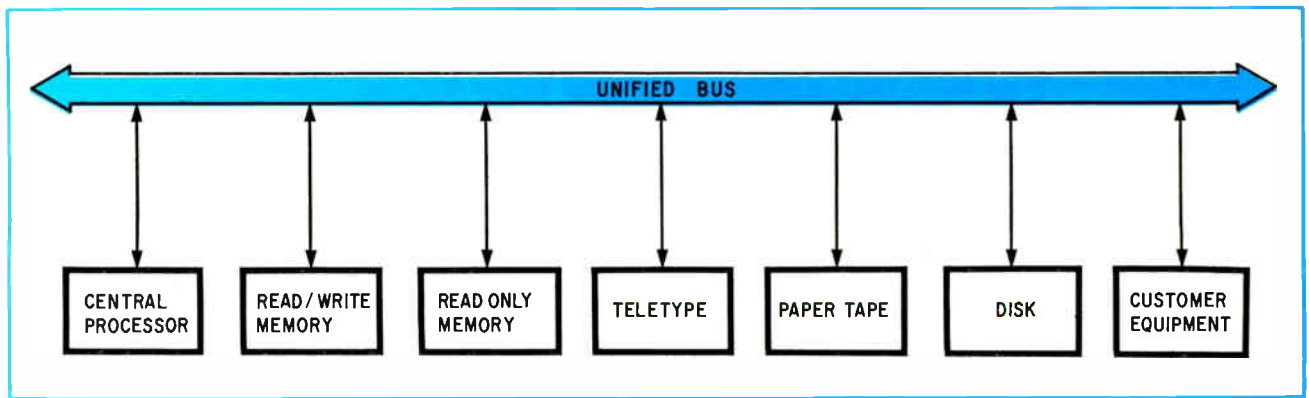 UNIFIED BUS
CENTRAL
PROCESSOR
READ/WRITE
MEMORY
READ ONLY
MEMORY
TELETYPE
PAPER TAPE
DISK
CUSTOMER
EQUIPMENT